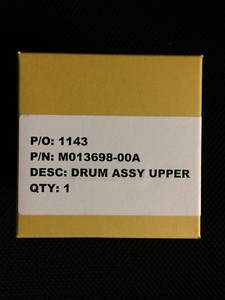 P/O: 1143
P/N: M013698-00A
DESC: DRUM ASSY UPPER
QTY: 1